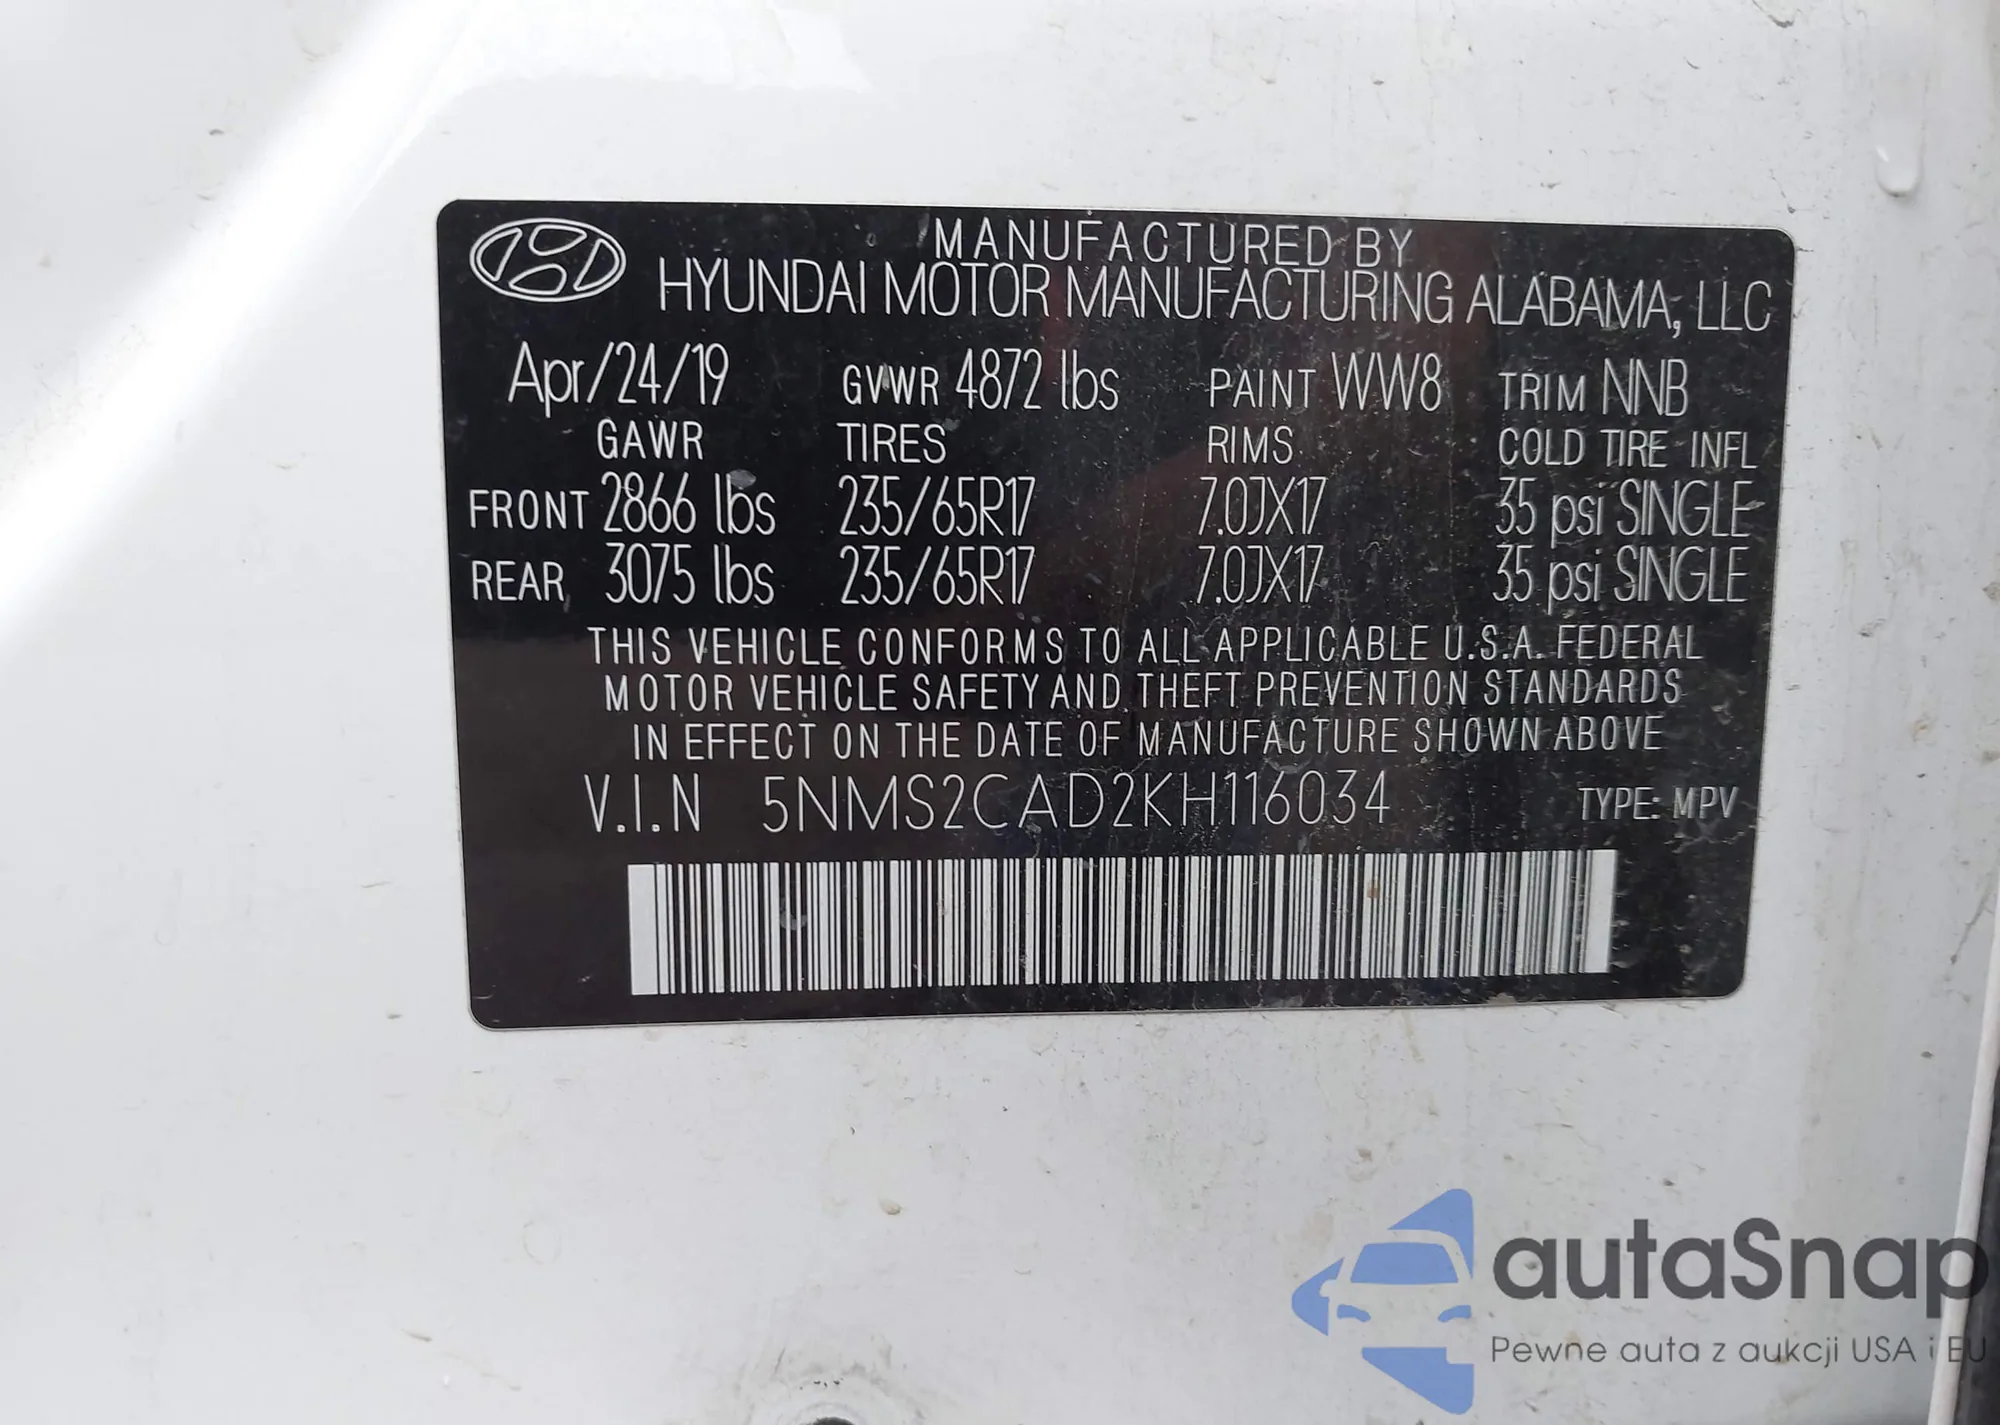 MANUFACTURED BY
HYUNDAI MOTOR MANUFACTURING ALABAMA, LLC
Apr/24/19 GVWR 4872 lbs PAINT WW8 TRIM NNB
GAWR TIRES RIMS COLD TIRE INFL
FRONT 2866 lbs 235/65R17 7.0JX17 35 psi SINGLE
REAR 3075 lbs 235/65R17 7.0JX17 35 psi SINGLE
THIS VEHICLE CONFORMS TO ALL APPLICABLE U.S.A. FEDERAL
MOTOR VEHICLE SAFETY AND THEFT PREVENTION STANDARDS
IN EFFECT ON THE DATE OF MANUFACTURE SHOWN ABOVE
V.I.N 5NMS2CAD2KH116034 TYPE: MPV
autaSnap
Pewne auta z aukcji USA i EU